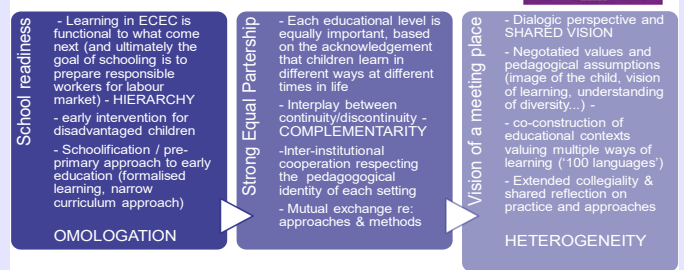 School readiness
- Learning in ECEC is
functional to what come
next (and ultimately the
goal of schooling is to
prepare responsible
workers for labour
market) - HIERARCHY
- early intervention for
disadvantaged children
- Schoolification / pre-
primary approach to early
education (formalised
learning, narrow
curriculum approach)
OMOLOGATION
Strong Equal Partership
- Each educational level is
equally important, based
on the acknowledgement
that children learn in
different ways at different
times in life
- Interplay between
continuity/discontinuity -
COMPLEMENTARITY
-Inter-institutional
cooperation respecting
the pedagogogical
identity of each setting
- Mutual exchange re:
approaches & methods
Vision of a meeting place
- Dialogic perspective and
SHARED VISION
- Negotatied values and
pedagogical assumptions
(image of the child, vision
of learning, understanding
of diversity...) -
- co-construction of
educational contexts
valuing multiple ways of
learning ('100 languages')
- Extended collegiality &
shared reflection on
practice and approaches
HETEROGENEITY